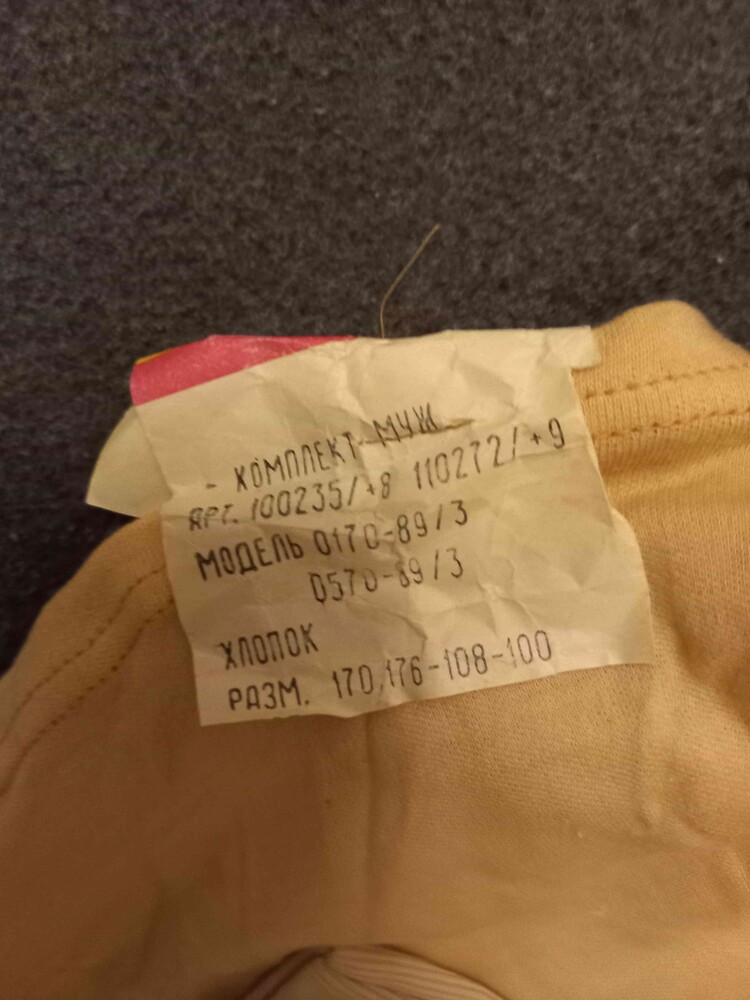 - КОМПЛЕКТ МУЖ
АРТ. 100235/+8 110272/+9
МОДЕЛЬ 0170-89/3
0570-89/3
ХЛОПОК
РАЗМ. 170,176-108-100